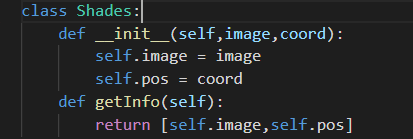 class Shades:
    def __init__(self,image,coord):
        self.image = image
        self.pos = coord
    def getInfo(self):
        return [self.image,self.pos]